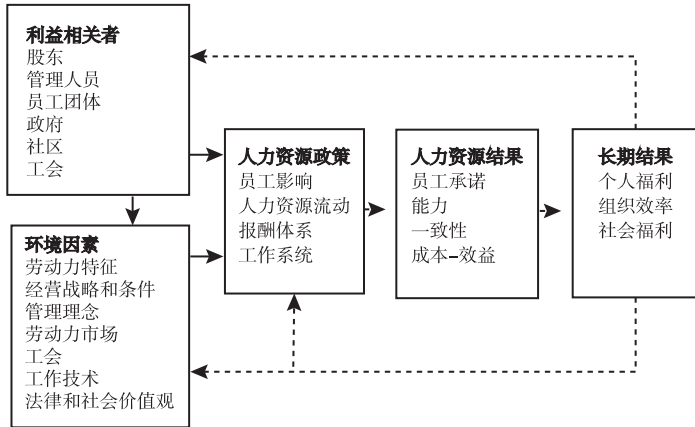 利益相关者
股东
管理人员
员工团体
政府
社区
工会
环境因素
劳动力特征
经营战略和条件
管理理念
劳动力市场
工会
工作技术
法律和社会价值观
人力资源政策
员工影响
人力资源流动
报酬体系
工作系统
人力资源结果
员工承诺
能力
一致性
成本–效益
长期结果
个人福利
组织效率
社会福利